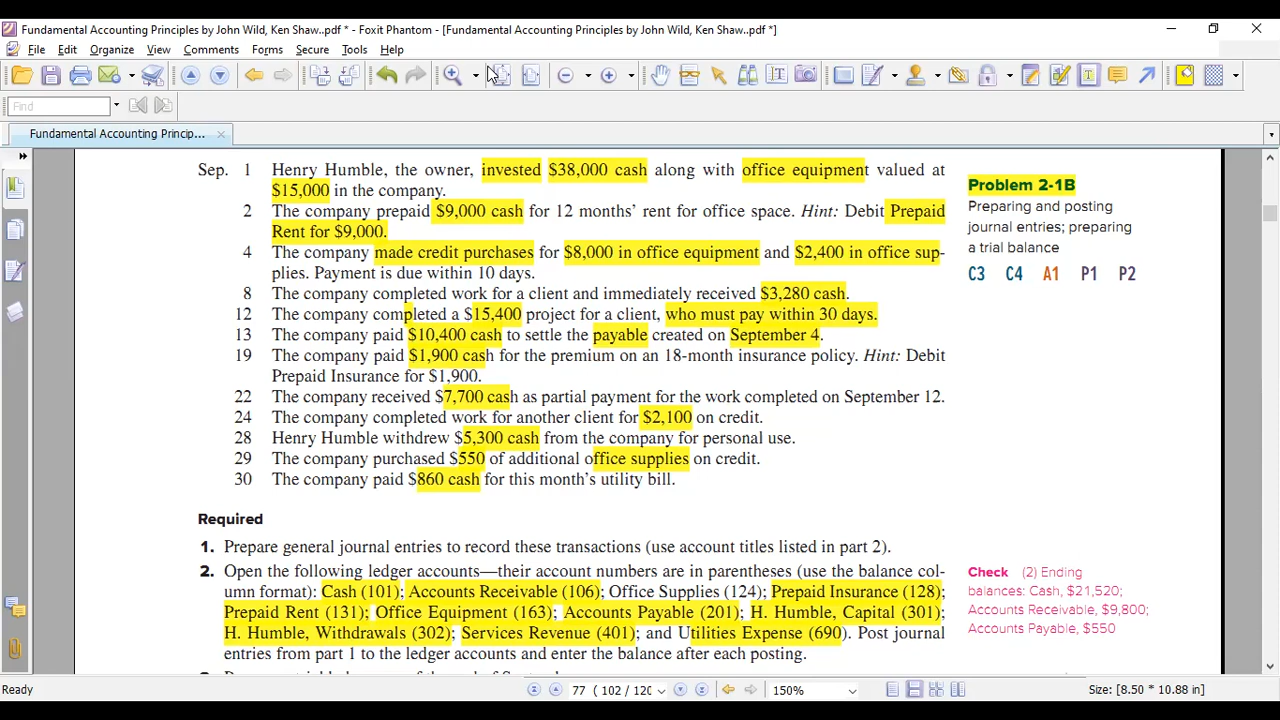 Fundamental Accounting Principles by John Wild, Ken Shaw..pdf * - Foxit Phantom - [Fundamental Accounting Principles by John Wild, Ken Shaw..pdf *]
File Edit Organize View Comments Forms Secure Tools Help
Find
Fundamental Accounting Princip...
Sep. 1 Henry Humble, the owner, invested $38,000 cash along with office equipment valued at
$15,000 in the company.
2 The company prepaid $9,000 cash for 12 months' rent for office space. Hint: Debit Prepaid
Rent for $9,000.
4 The company made credit purchases for $8,000 in office equipment and $2,400 in office sup-
plies. Payment is due within 10 days.
8 The company completed work for a client and immediately received $3,280 cash.
12 The company completed a $15,400 project for a client, who must pay within 30 days.
13 The company paid $10,400 cash to settle the payable created on September 4.
19 The company paid $1,900 cash for the premium on an 18-month insurance policy. Hint: Debit
Prepaid Insurance for $1,900.
22 The company received $7,700 cash as partial payment for the work completed on September 12.
24 The company completed work for another client for $2,100 on credit.
28 Henry Humble withdrew $5,300 cash from the company for personal use.
29 The company purchased $550 of additional office supplies on credit.
30 The company paid $860 cash for this month's utility bill.
Problem 2-1B
Preparing and posting
journal entries; preparing
a trial balance
C3 C4 A1 P1 P2
Required
1. Prepare general journal entries to record these transactions (use account titles listed in part 2).
2. Open the following ledger accounts—their account numbers are in parentheses (use the balance col-
umn format): Cash (101); Accounts Receivable (106); Office Supplies (124); Prepaid Insurance (128);
Prepaid Rent (131); Office Equipment (163); Accounts Payable (201); H. Humble, Capital (301);
H. Humble, Withdrawals (302); Services Revenue (401); and Utilities Expense (690). Post journal
entries from part 1 to the ledger accounts and enter the balance after each posting.
Check (2) Ending
balances: Cash, $21,520;
Accounts Receivable, $9,800;
Accounts Payable, $550
Ready
77 ( 102 / 120
150%
Size: [8.50 * 10.88 in]